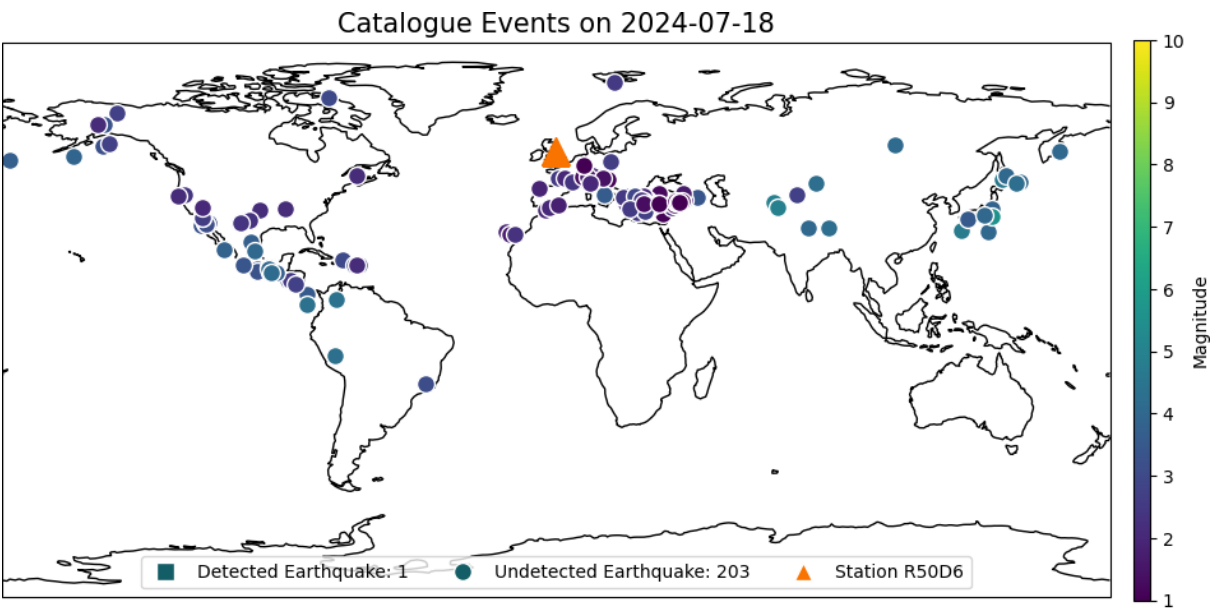 Catalogue Events on 2024-07-18
10
9
8
7
6
5
4
3
2
1
Magnitude
Detected Earthquake: 1
Undetected Earthquake: 203
Station R50D6